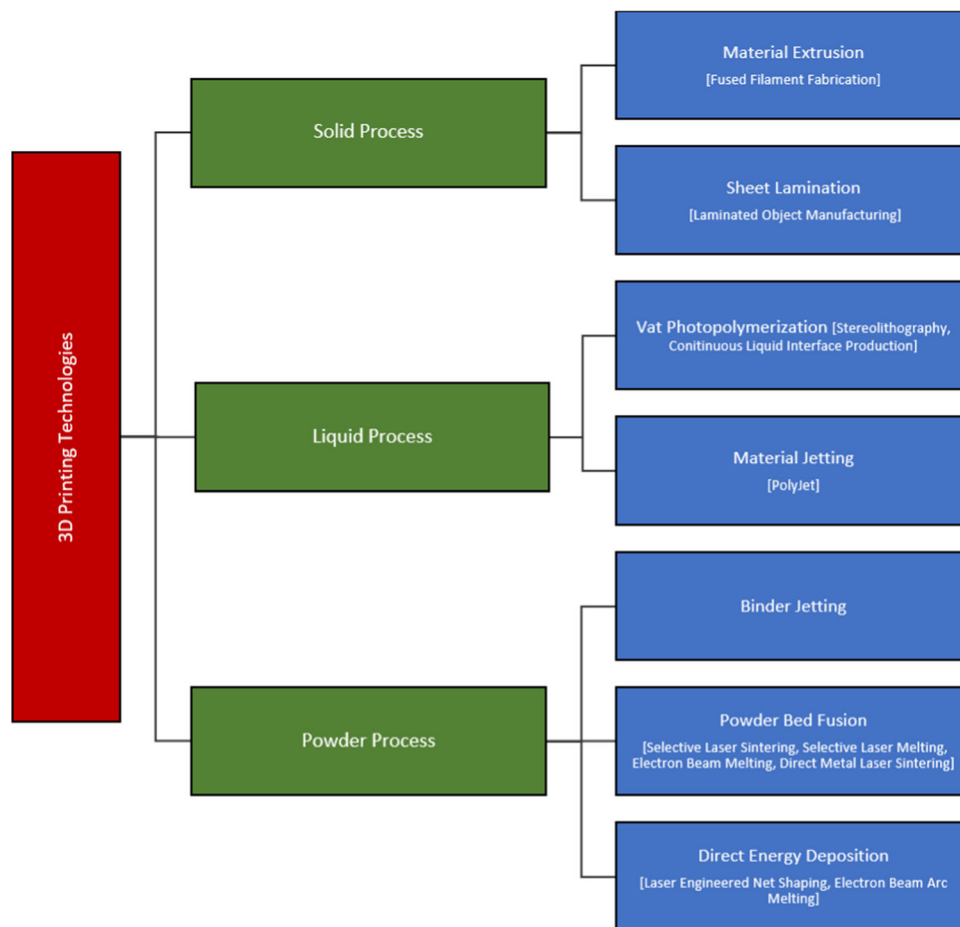 3D Printing Technologies
Solid Process
Material Extrusion
[Fused Filament Fabrication]
Sheet Lamination
[Laminated Object Manufacturing]
Liquid Process
Vat Photopolymerization [Stereolithography,
Conitinuous Liquid Interface Production]
Material Jetting
[PolyJet]
Powder Process
Binder Jetting
Powder Bed Fusion
[Selective Laser Sintering, Selective Laser Melting,
Electron Beam Melting, Direct Metal Laser Sintering]
Direct Energy Deposition
[Laser Engineered Net Shaping, Electron Beam Arc
Melting]